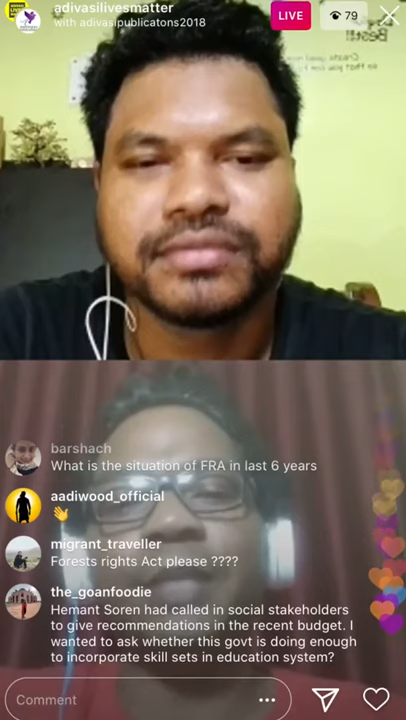 adivasilivesmatter
with adivasipublicatons2018
LIVE
79
Best!!
barshach
What is the situation of FRA in last 6 years
aadiwood_official
migrant_traveller
Forests rights Act please ????
the_goanfoodie
Hemant Soren had called in social stakeholders
to give recommendations in the recent budget. I
wanted to ask whether this govt is doing enough
to incorporate skill sets in education system?
Comment